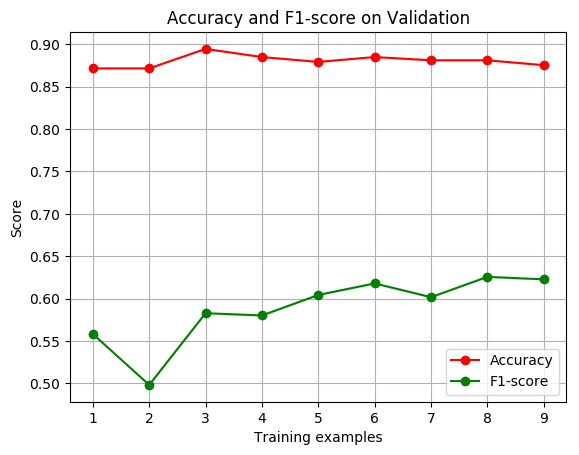 Accuracy and F1-score on Validation
0.90
0.85
0.80
0.75
0.70
0.65
0.60
0.55
0.50
Score
Accuracy
F1-score
1 2 3 4 5 6 7 8 9
Training examples